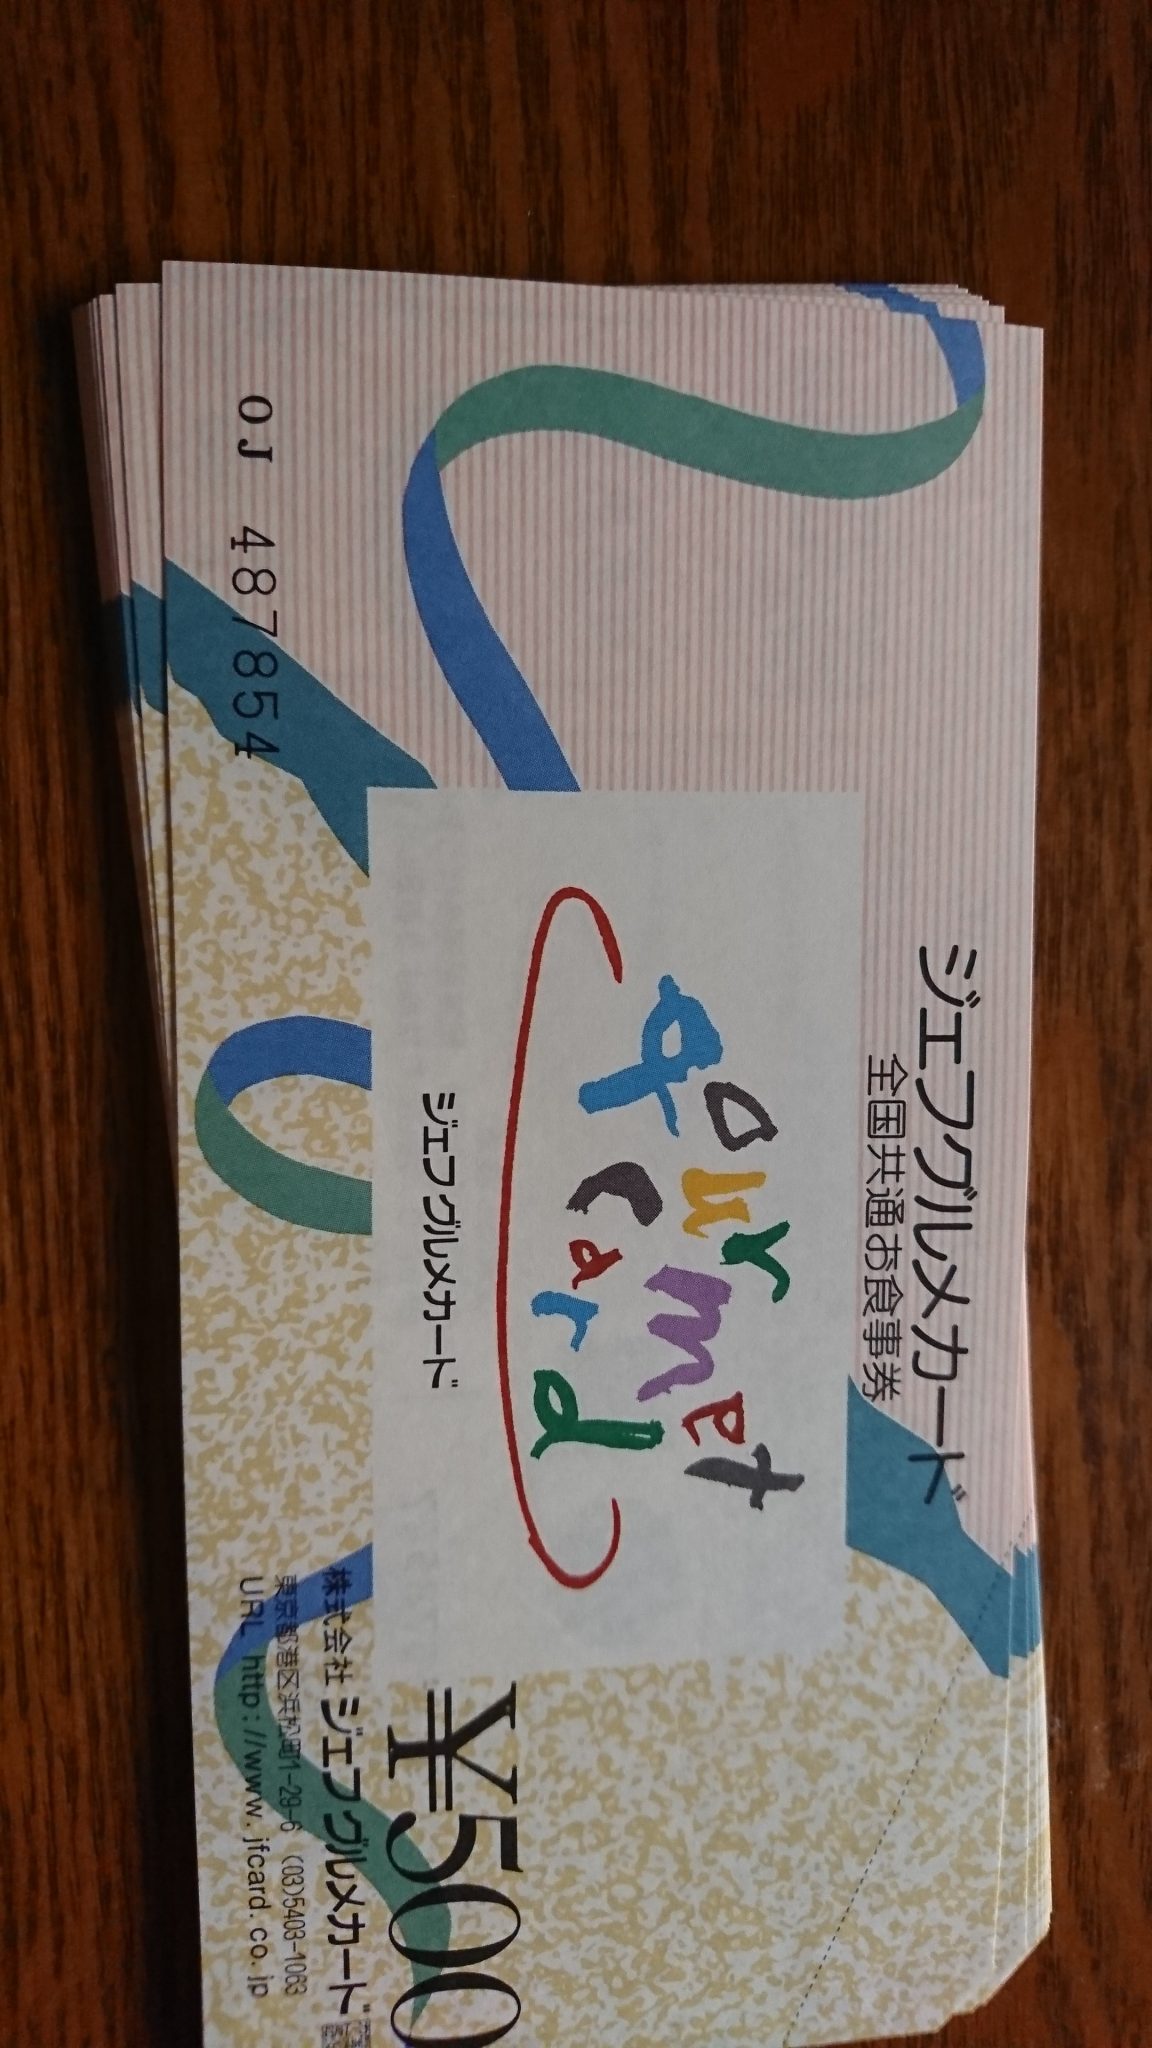 ジェフグルメカード
全国共通お食事券
gourmet
card
ジェフグルメカード
¥500
株式会社 ジェフグルメカード
東京都港区浜松町1-29-6 (03)5403-1063
URL http://www.jfcard.co.jp
OJ 487854